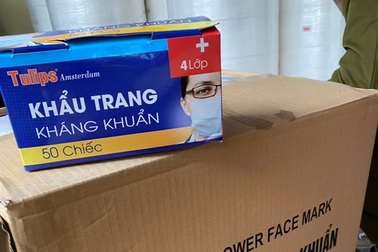 Tulips Amsterdam
4 Lớp
KHẨU TRANG
KHÁNG KHUẨN
50 Chiếc
OWER FACE MARK
KHUẨN